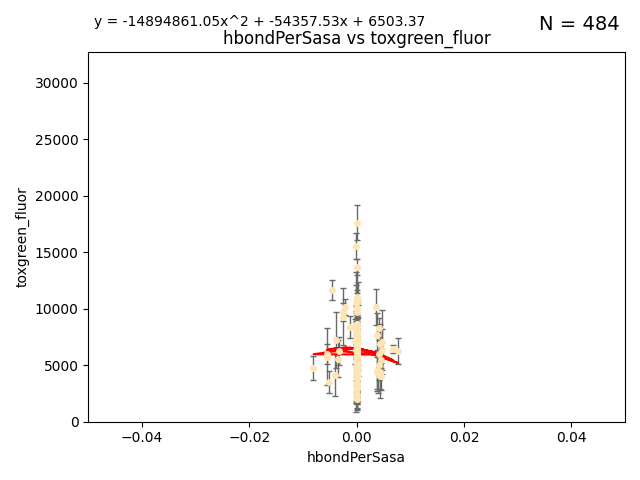 y = -14894861.05x^2 + -54357.53x + 6503.37
N = 484
hbondPerSasa vs toxgreen_fluor
30000
25000
20000
15000
10000
5000
0
toxgreen_fluor
−0.04
−0.02
0.00
0.02
0.04
hbondPerSasa